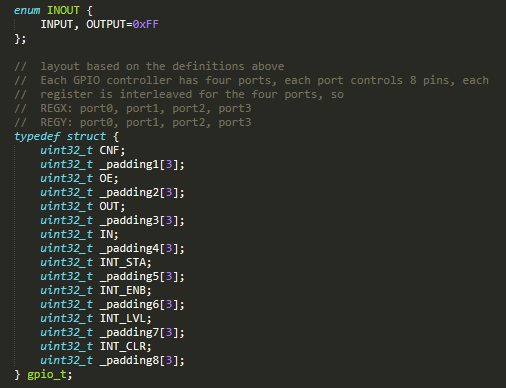 enum INOUT {
    INPUT, OUTPUT=0xFF
};
//  layout based on the definitions above
//  Each GPIO controller has four ports, each port controls 8 pins, each
//  register is interleaved for the four ports, so
//  REGX: port0, port1, port2, port3
//  REGY: port0, port1, port2, port3
typedef struct {
    uint32_t CNF;
    uint32_t _padding1[3];
    uint32_t OE;
    uint32_t _padding2[3];
    uint32_t OUT;
    uint32_t _padding3[3];
    uint32_t IN;
    uint32_t _padding4[3];
    uint32_t INT_STA;
    uint32_t _padding5[3];
    uint32_t INT_ENB;
    uint32_t _padding6[3];
    uint32_t INT_LVL;
    uint32_t _padding7[3];
    uint32_t INT_CLR;
    uint32_t _padding8[3];
} gpio_t;